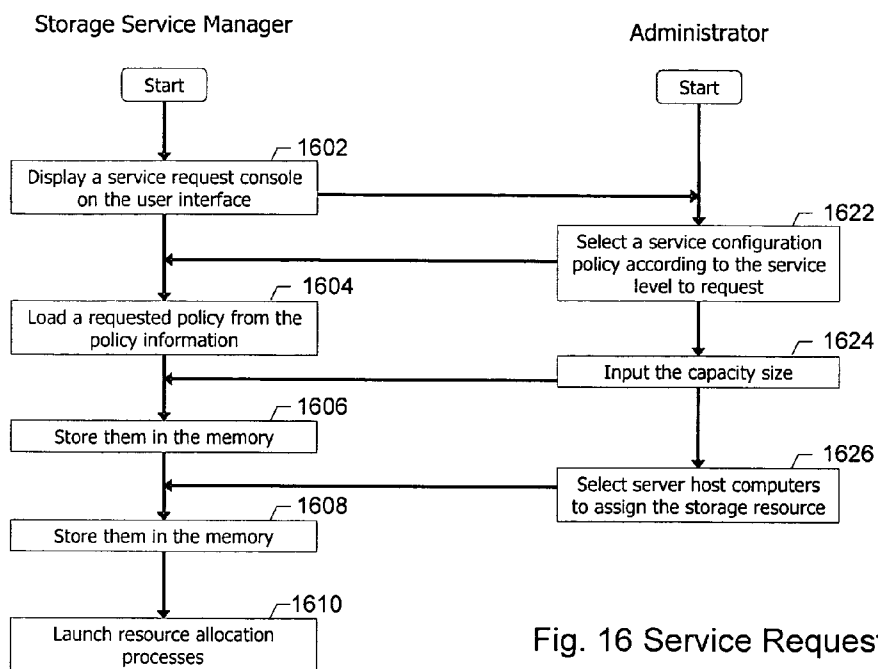 Storage Service Manager
Administrator
Start
Start
1602
Display a service request console
on the user interface
1622
Select a service configuration
policy according to the service
level to request
1604
Load a requested policy from the
policy information
1624
Input the capacity size
1606
Store them in the memory
1626
Select server host computers
to assign the storage resource
1608
Store them in the memory
1610
Launch resource allocation
processes
Fig. 16 Service Request